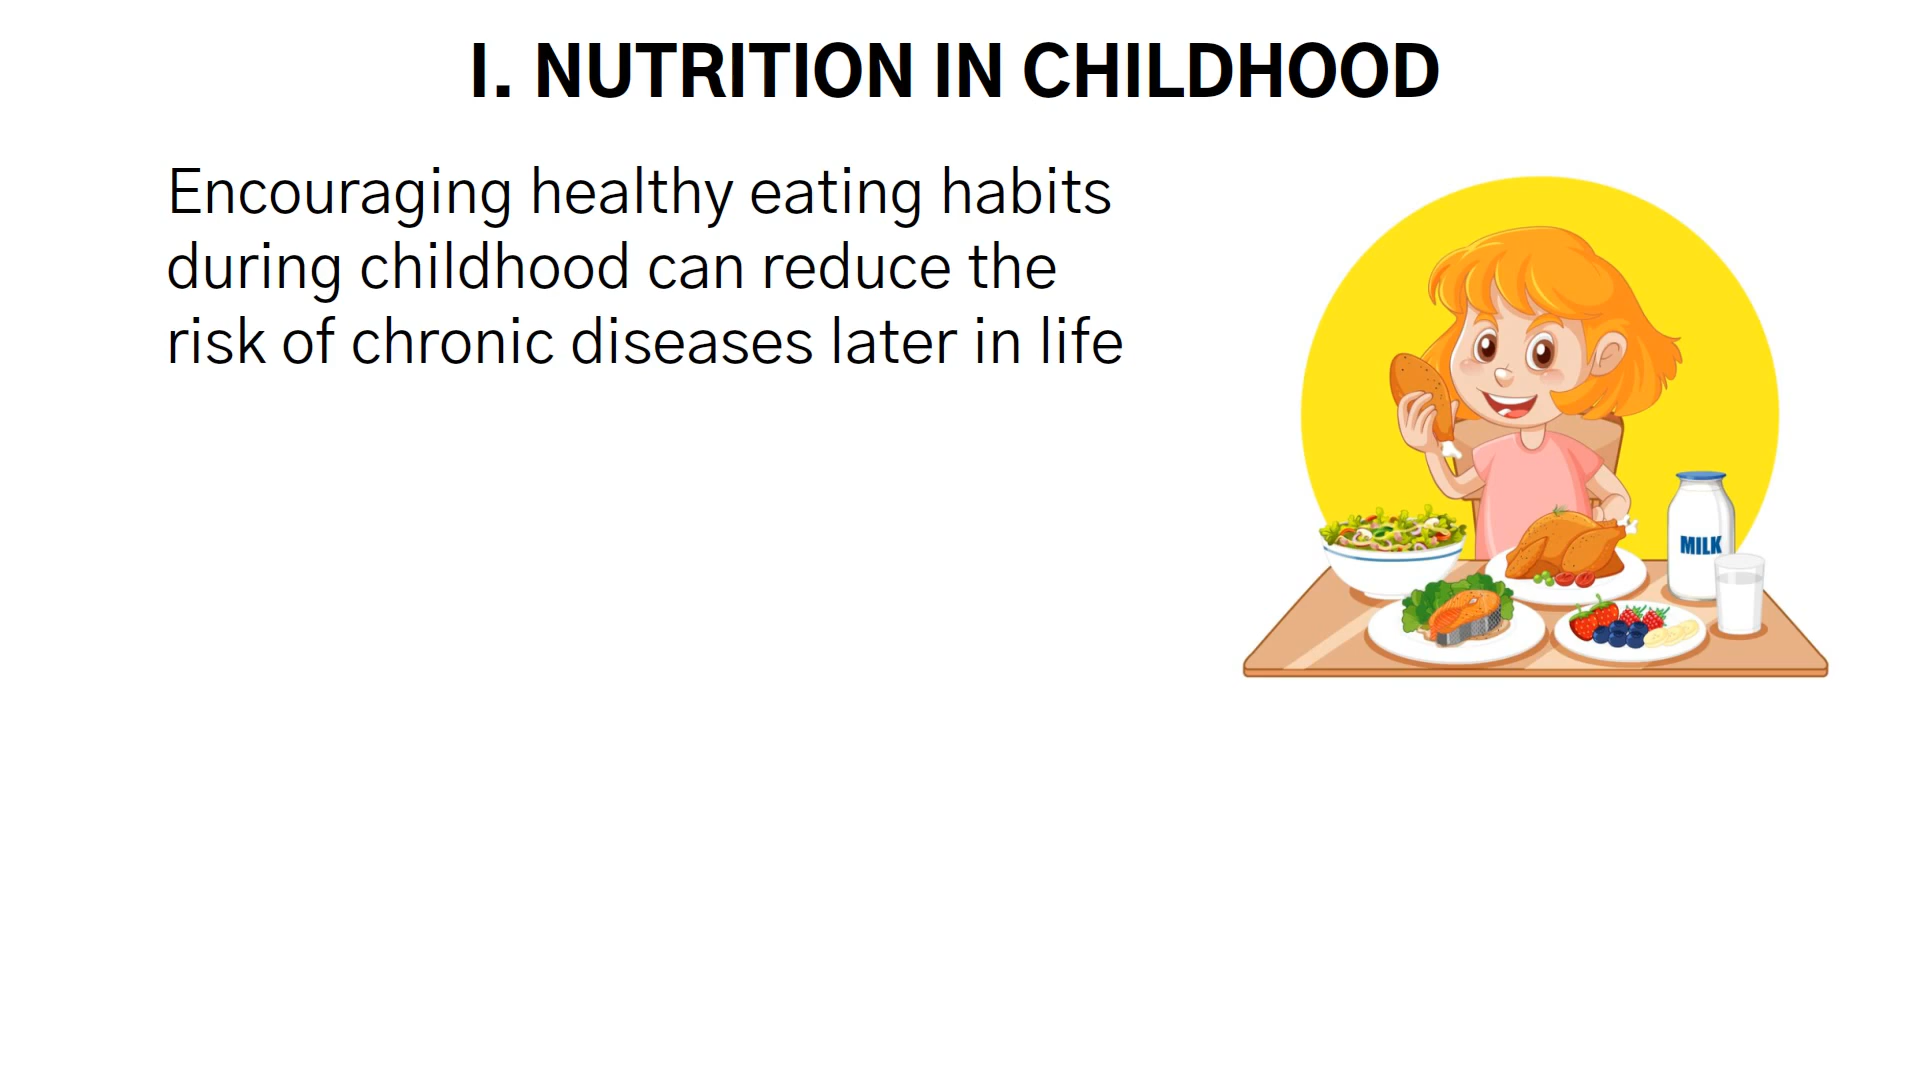 I. NUTRITION IN CHILDHOOD
Encouraging healthy eating habits
during childhood can reduce the
risk of chronic diseases later in life
MILK